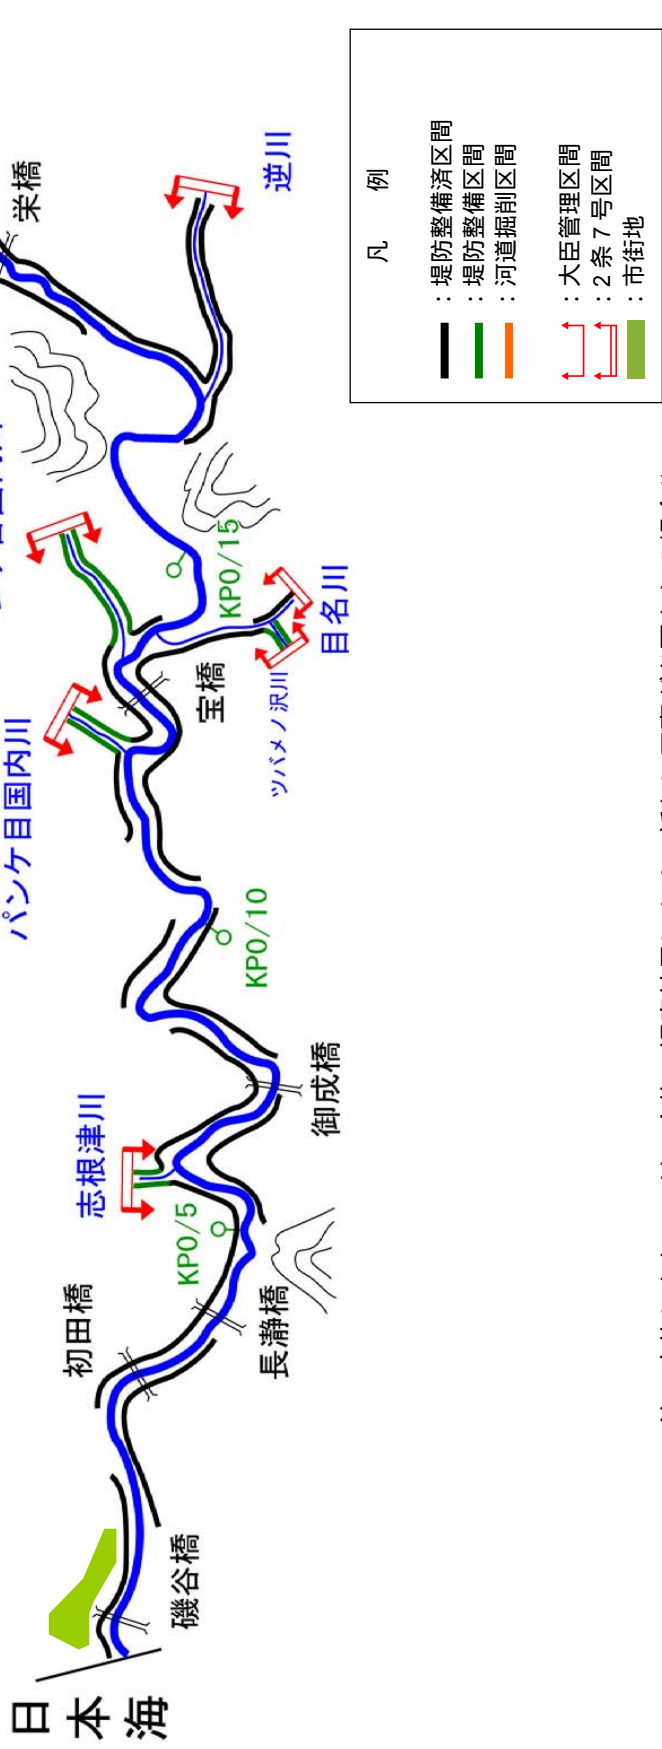 日本海
磯谷橋
初田橋
長瀞橋
KP0/5
志根津川
御成橋
KP0/10
パンケ目国内川
宝橋
ツバメノ沢川
目名川
KP0/15
逆川
栄橋
凡 例
：堤防整備済区間
：堤防整備区間
：河道掘削区間
：大臣管理区間
：2条7号区間
：市街地